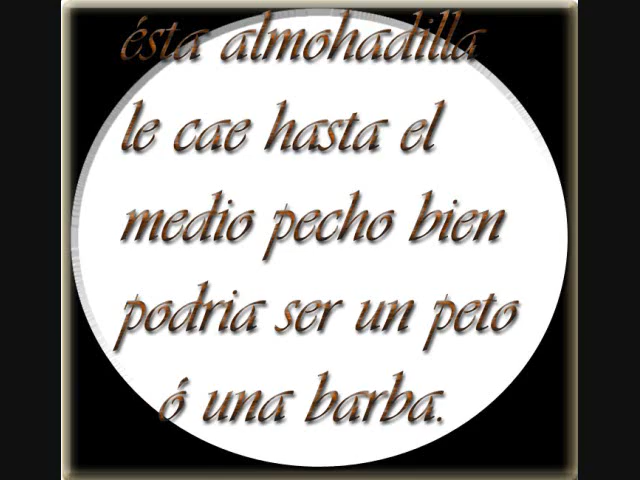 ésta almohadilla
le cae hasta el
medio pecho bien
podria ser un peto
ó una barba.